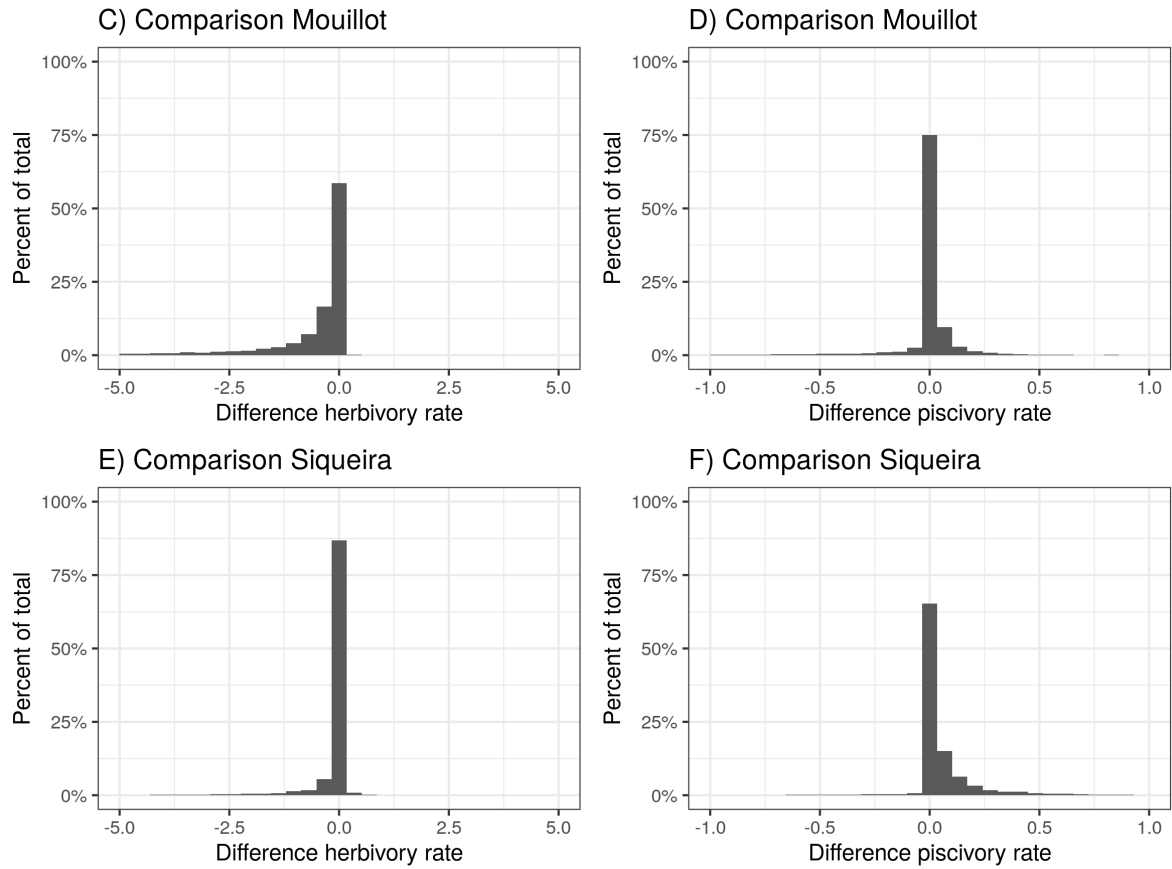 C) Comparison Mouillot
Percent of total
100%
75%
50%
25%
0%
-5.0 -2.5 0.0 2.5 5.0
Difference herbivory rate
D) Comparison Mouillot
Percent of total
100%
75%
50%
25%
0%
-1.0 -0.5 0.0 0.5 1.0
Difference piscivory rate
E) Comparison Siqueira
Percent of total
100%
75%
50%
25%
0%
-5.0 -2.5 0.0 2.5 5.0
Difference herbivory rate
F) Comparison Siqueira
Percent of total
100%
75%
50%
25%
0%
-1.0 -0.5 0.0 0.5 1.0
Difference piscivory rate